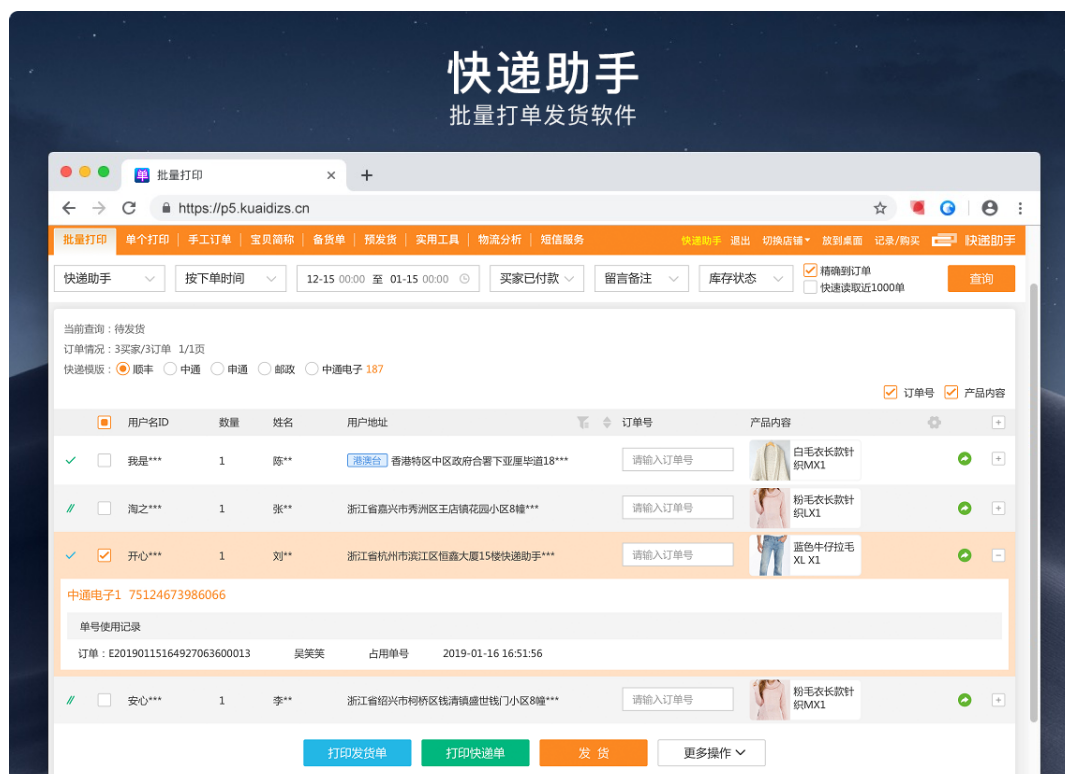 快递助手
批量打单发货软件
单 批量打印
https://p5.kuaidizs.cn
批量打印 单个打印 手工订单 宝贝简称 备货单 预发货 实用工具 物流分析 短信服务 快递助手 退出 切换店铺 放到桌面 记录/购买 快递助手
快递助手 按下单时间 12-15 00:00 至 01-15 00:00 买家已付款 留言备注 库存状态 精确到订单 查询
快速读取近1000单
当前查询：待发货
订单情况：3买家/3订单 1/1页
快递模版： 顺丰 中通 申通 邮政 中通电子 187
订单号 产品内容
用户名ID 数量 姓名 用户地址 订单号 产品内容
我是*** 1 陈** 港澳台 香港特区中区政府合署下亚厘毕道18*** 请输入订单号 白毛衣长款针
织MX1
淘之*** 1 张** 浙江省嘉兴市秀洲区王店镇花园小区8幢*** 请输入订单号 粉毛衣长款针
织LX1
开心*** 1 刘** 浙江省杭州市滨江区恒鑫大厦15楼快递助手*** 请输入订单号 蓝色牛仔拉毛
XL X1
中通电子1 75124673986066
单号使用记录
订单：E20190115164927063600013 吴笑笑 占用单号 2019-01-16 16:51:56
安心*** 1 李** 浙江省绍兴市柯桥区钱清镇盛世钱门小区8幢*** 请输入订单号 粉毛衣长款针
织MX1
打印发货单 打印快递单 发 货 更多操作